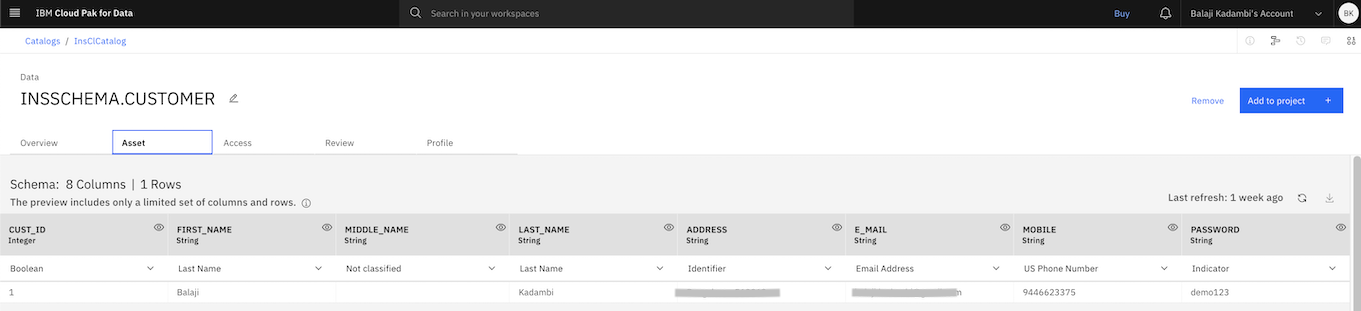 IBM Cloud Pak for Data Search in your workspaces Buy Balaji Kadambi's Account BK
Catalogs / InsClCatalog
Data
INSSCHEMA.CUSTOMER
Remove Add to project +
Overview Asset Access Review Profile
Schema: 8 Columns | 1 Rows
The preview includes only a limited set of columns and rows.
Last refresh: 1 week ago
CUST_ID FIRST_NAME MIDDLE_NAME LAST_NAME ADDRESS E_MAIL MOBILE PASSWORD
Integer String String String String String String String
Boolean Last Name Not classified Last Name Identifier Email Address US Phone Number Indicator
1 Balaji Kadambi 9446623375 demo123